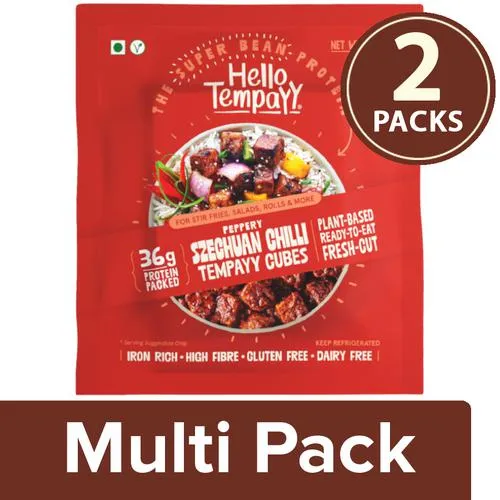 THE SUPER BEAN PROTEIN
Hello
TempaYY
2
PACKS
FOR STIR FRIES, SALADS, ROLLS & MORE
36g
PROTEIN
PACKED
PEPPERY
SZECHUAN CHILLI
TEMPAYY CUBES
PLANT-BASED
READY-TO-EAT
FRESH-CUT
* Serving Suggestion Only
KEEP REFRIGERATED
IRON RICH • HIGH FIBRE • GLUTEN FREE • DAIRY FREE
Multi Pack